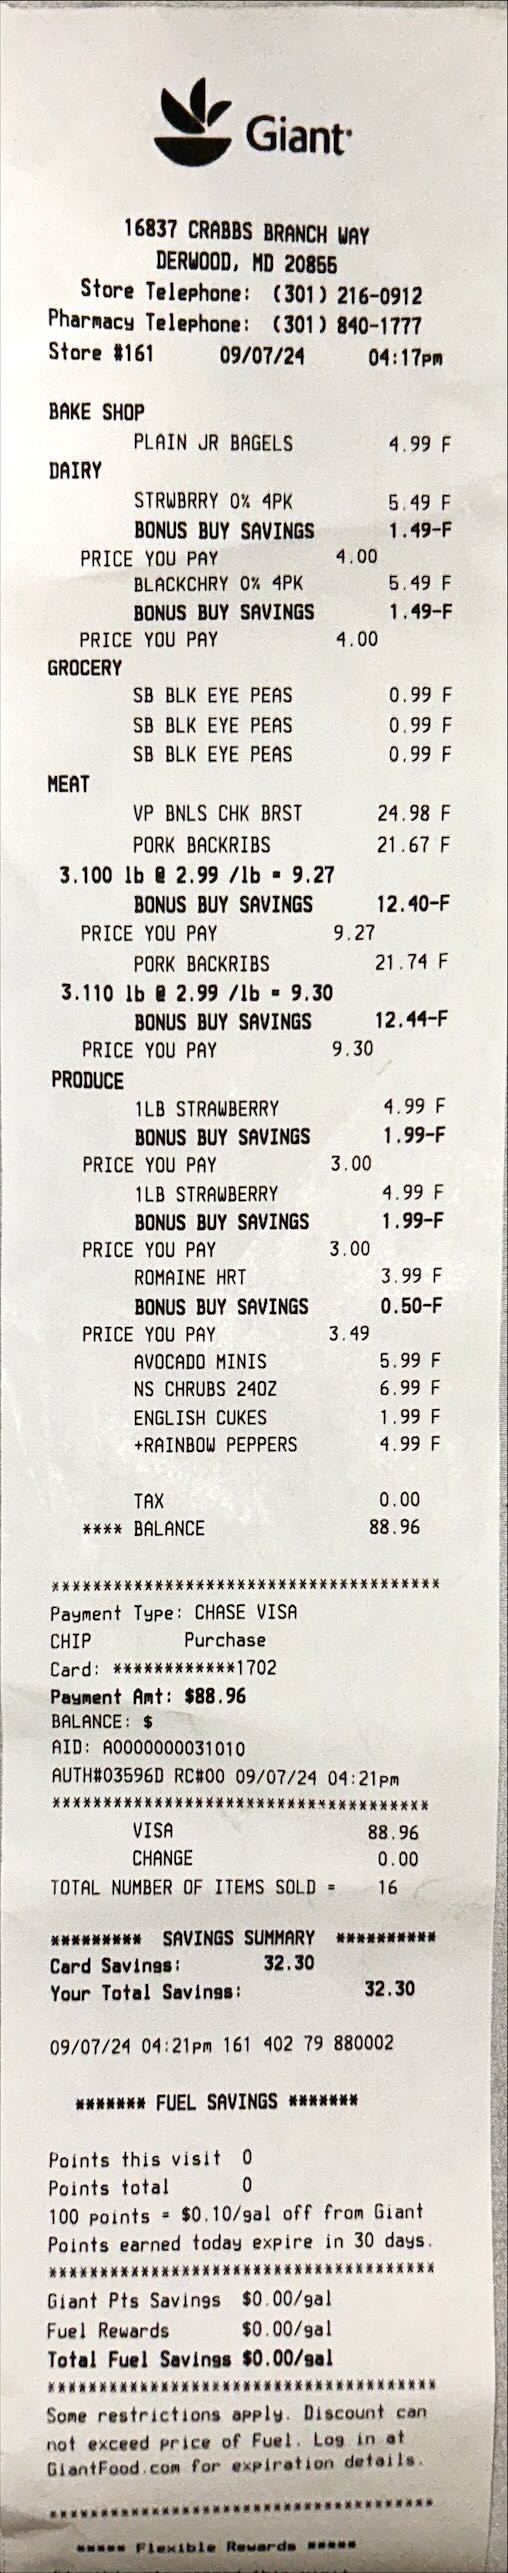 Giant
16837 CRABBS BRANCH WAY
DERWOOD, MD 20855
Store Telephone: (301) 216-0912
Pharmacy Telephone: (301) 840-1777
Store #161 09/07/24 04:17pm
BAKE SHOP
PLAIN JR BAGELS 4.99 F
DAIRY
STRWBRRY 0% 4PK 5.49 F
BONUS BUY SAVINGS 1.49-F
PRICE YOU PAY 4.00
BLACKCHRY 0% 4PK 5.49 F
BONUS BUY SAVINGS 1.49-F
PRICE YOU PAY 4.00
GROCERY
SB BLK EYE PEAS 0.99 F
SB BLK EYE PEAS 0.99 F
SB BLK EYE PEAS 0.99 F
MEAT
VP BNLS CHK BRST 24.98 F
PORK BACKRIBS 21.67 F
3.100 lb @ 2.99 /lb = 9.27
BONUS BUY SAVINGS 12.40-F
PRICE YOU PAY 9.27
PORK BACKRIBS 21.74 F
3.110 lb @ 2.99 /lb = 9.30
BONUS BUY SAVINGS 12.44-F
PRICE YOU PAY 9.30
PRODUCE
1LB STRAWBERRY 4.99 F
BONUS BUY SAVINGS 1.99-F
PRICE YOU PAY 3.00
1LB STRAWBERRY 4.99 F
BONUS BUY SAVINGS 1.99-F
PRICE YOU PAY 3.00
ROMAINE HRT 3.99 F
BONUS BUY SAVINGS 0.50-F
PRICE YOU PAY 3.49
AVOCADO MINIS 5.99 F
NS CHRUBS 24OZ 6.99 F
ENGLISH CUKES 1.99 F
+RAINBOW PEPPERS 4.99 F
TAX 0.00
**** BALANCE 88.96
**************************************
Payment Type: CHASE VISA
CHIP Purchase
Card: ************1702
Payment Amt: $88.96
BALANCE: $
AID: A0000000031010
AUTH#03596D RC#00 09/07/24 04:21pm
**************************************
VISA 88.96
CHANGE 0.00
TOTAL NUMBER OF ITEMS SOLD = 16
********* SAVINGS SUMMARY **********
Card Savings: 32.30
Your Total Savings: 32.30
09/07/24 04:21pm 161 402 79 880002
******* FUEL SAVINGS *******
Points this visit 0
Points total 0
100 points = $0.10/gal off from Giant
Points earned today expire in 30 days.
**************************************
Giant Pts Savings $0.00/gal
Fuel Rewards $0.00/gal
Total Fuel Savings $0.00/gal
**************************************
Some restrictions apply. Discount can
not exceed price of Fuel. Log in at
GiantFood.com for expiration details.
**************************************
***** Flexible Rewards *****